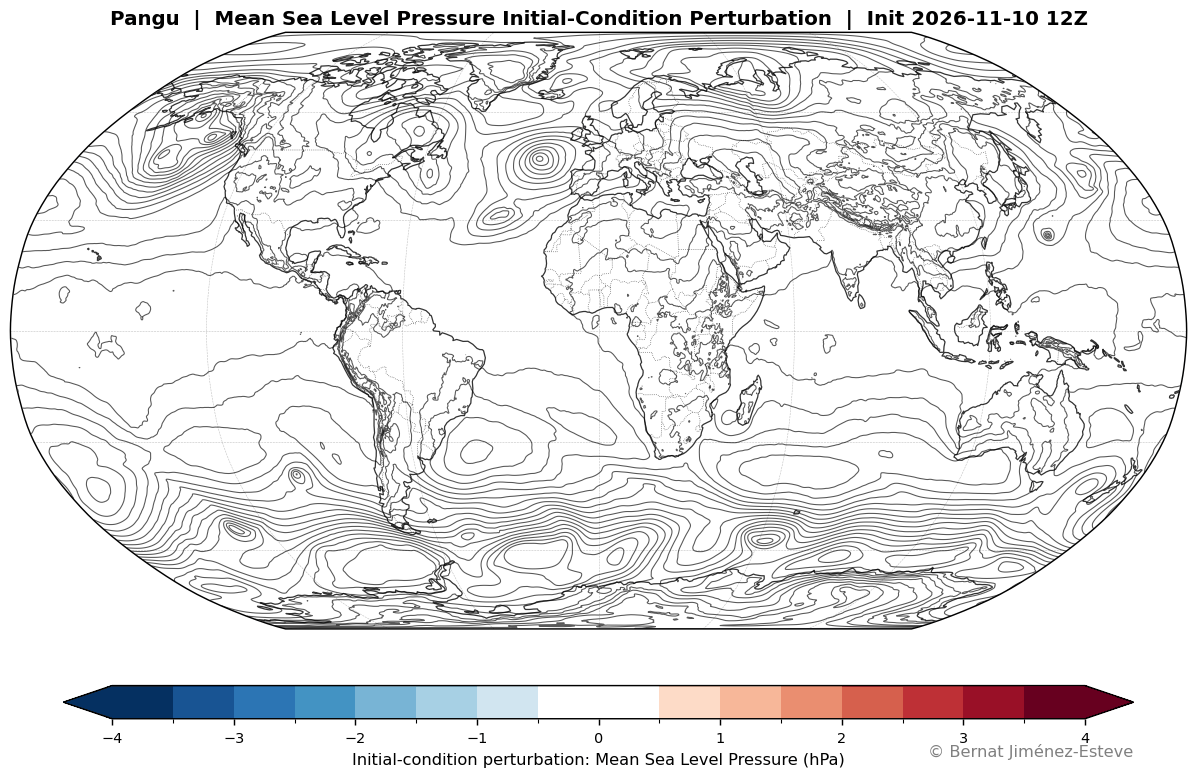 Pangu | Mean Sea Level Pressure Initial-Condition Perturbation | Init 2026-11-10 12Z
−4 −3 −2 −1 0 1 2 3 4
© Bernat Jiménez-Esteve
Initial-condition perturbation: Mean Sea Level Pressure (hPa)